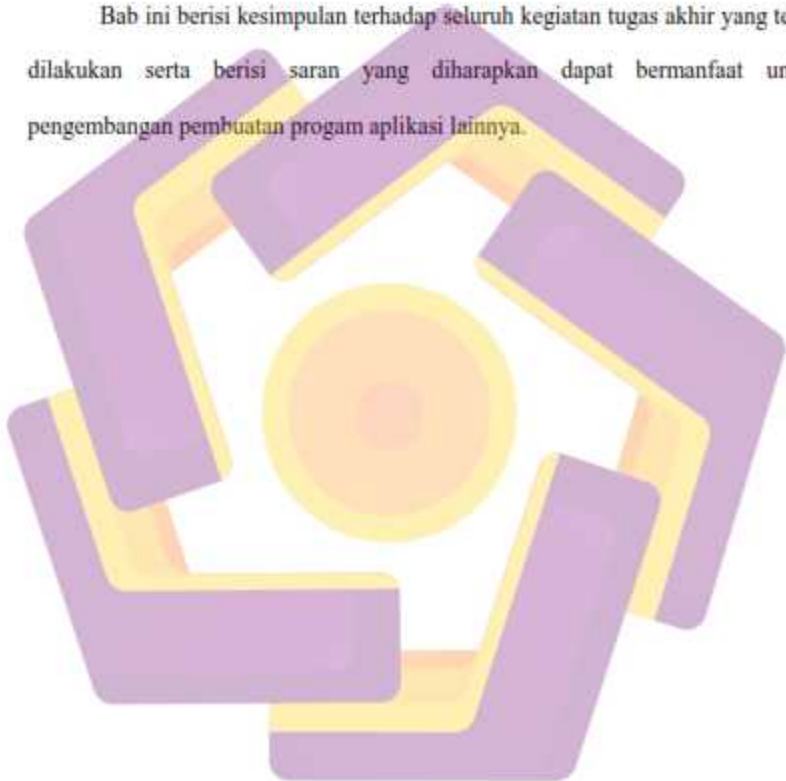 Bab ini berisi kesimpulan terhadap seluruh kegiatan tugas akhir yang te
dilakukan serta berisi saran yang diharapkan dapat bermanfaat un
pengembangan pembuatan progam aplikasi lainnya.